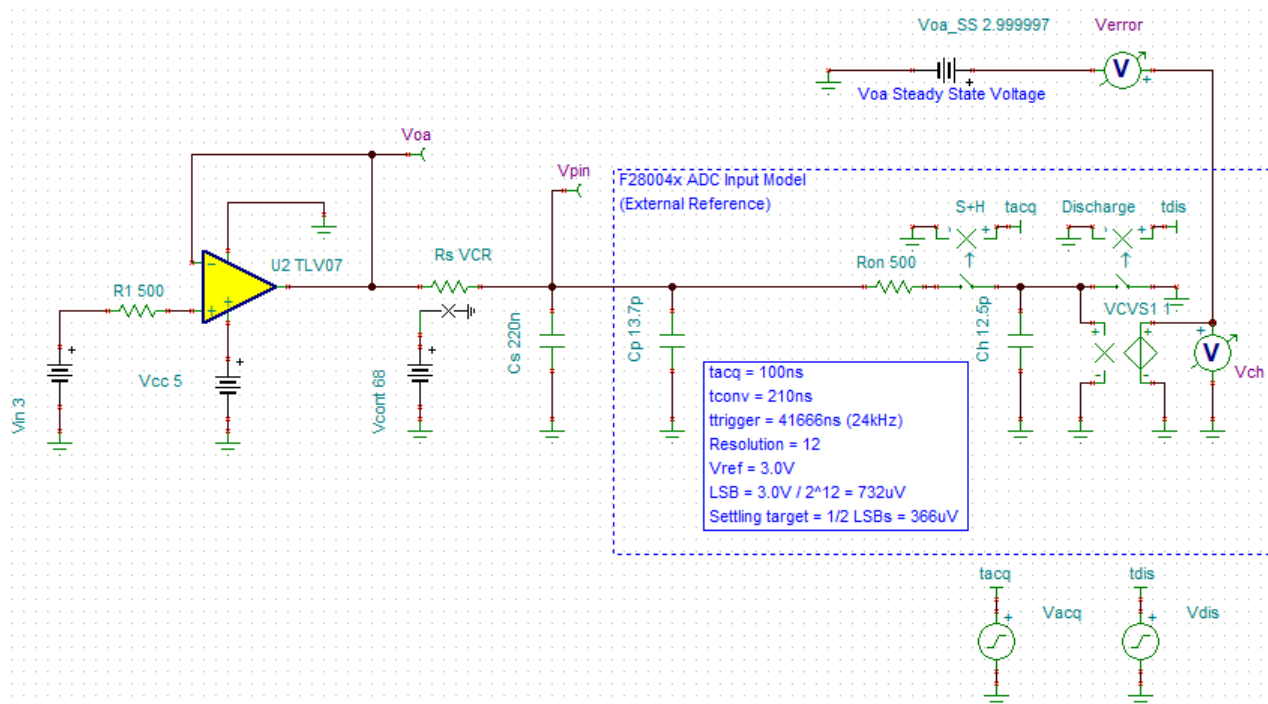 Voa_SS 2.999997
Verror
V
+
+
Voa Steady State Voltage
Voa
Vpin
F28004x ADC Input Model
(External Reference)
S+H
tacq
Discharge
tdis
U2 TLV07
Rs VCR
Ron 500
R1 500
VCVS1 1
Vin 3
Vcc 5
Vcont 68
Cs 220n
Cp 13.7p
Ch 12.5p
V
Vch
tacq = 100ns
tconv = 210ns
ttrigger = 41666ns (24kHz)
Resolution = 12
Vref = 3.0V
LSB = 3.0V / 2^12 = 732uV
Settling target = 1/2 LSBs = 366uV
tacq
tdis
Vacq
Vdis